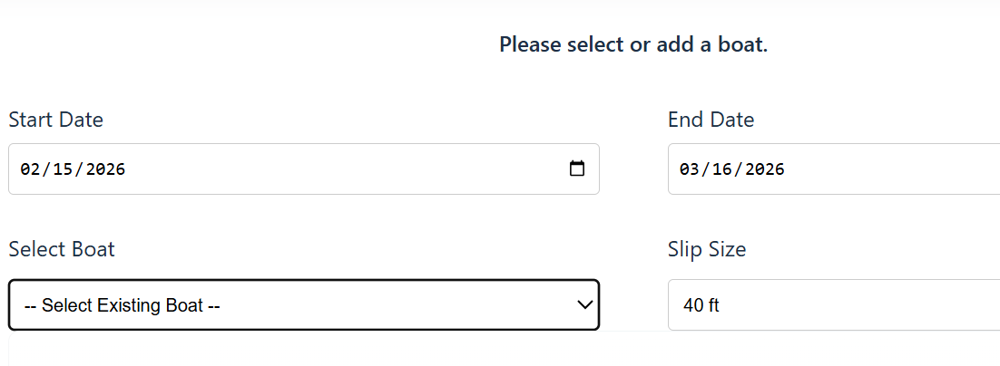 Please select or add a boat.
Start Date
End Date
02/15/2026
03/16/2026
Select Boat
Slip Size
-- Select Existing Boat --
40 ft